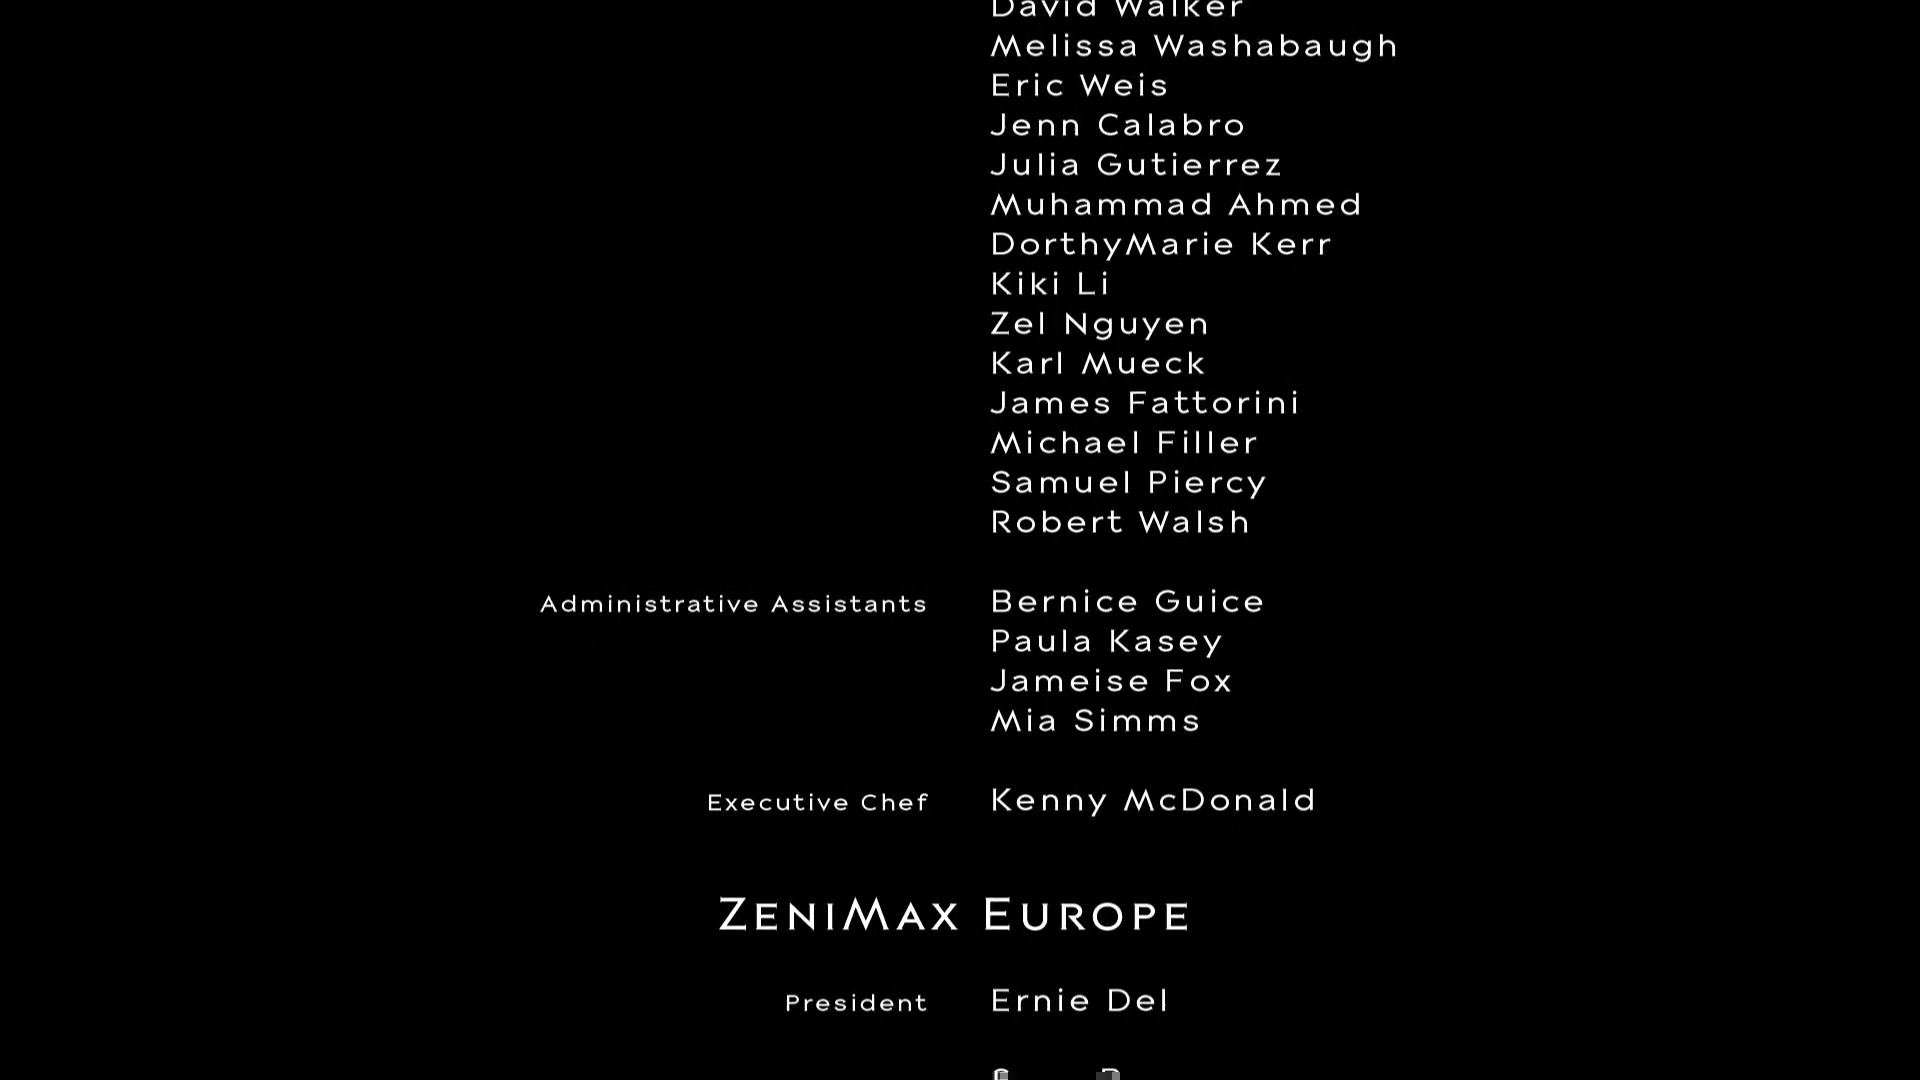 David Walker
Melissa Washabaugh
Eric Weis
Jenn Calabro
Julia Gutierrez
Muhammad Ahmed
DorthyMarie Kerr
Kiki Li
Zel Nguyen
Karl Mueck
James Fattorini
Michael Filler
Samuel Piercy
Robert Walsh
Administrative Assistants Bernice Guice
Paula Kasey
Jameise Fox
Mia Simms
Executive Chef Kenny McDonald
ZeniMax Europe
President Ernie Del